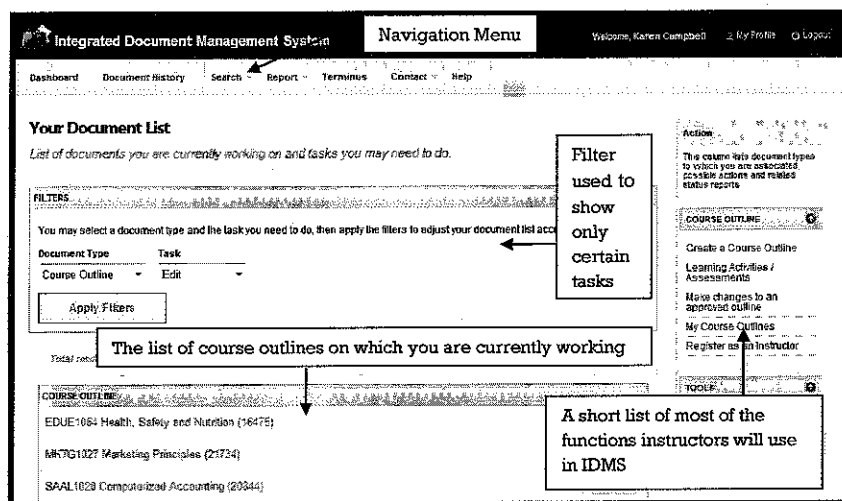 Integrated Document Management System
Navigation Menu
Welcome, Karen Campbell My Profile Logout
Dashboard Document History Search Report Terminus Contact Help
Your Document List
List of documents you are currently working on and tasks you may need to do.
Filter
used to
show
only
certain
tasks
Action
This column lists document types
to which you are associated
possible actions and related
status reports
FILTERS
You may select a document type and the task you need to do, then apply the filters to adjust your document list
Document Type Task
Course Outline Edit
Apply Filters
COURSE OUTLINE
Create a Course Outline
Learning Activities /
Assessments
Make changes to an
approved outline
My Course Outlines
Register as an Instructor
The list of course outlines on which you are currently working
Total
TOOLS
COURSE OUTLINE
EDUE1064 Health, Safety and Nutrition (16475)
MKTG1027 Marketing Principles (21734)
SAAL1029 Computerized Accounting (20344)
A short list of most of the
functions instructors will use
in IDMS